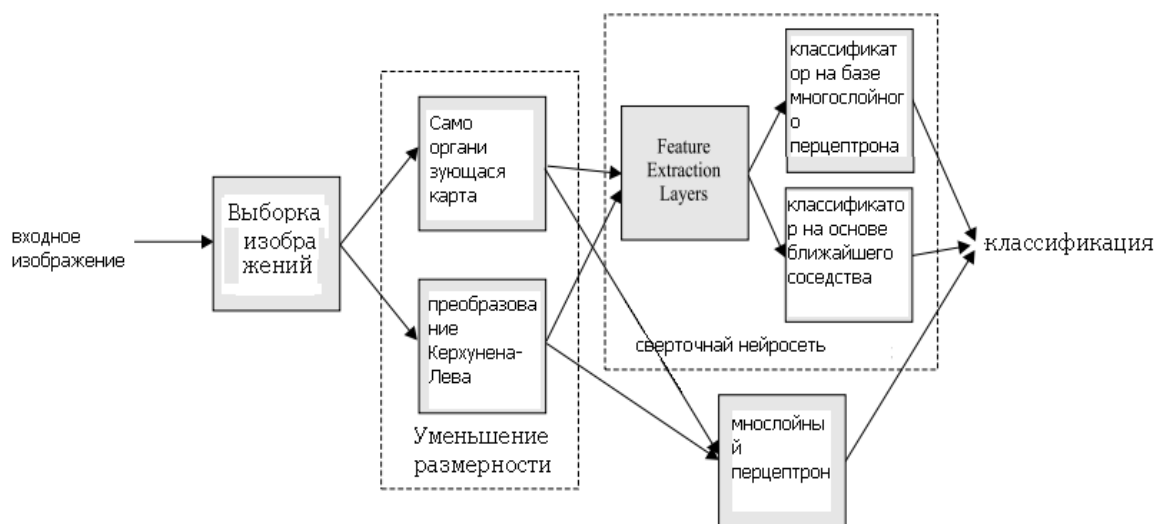 входное
изображение
Выборка
изобра
жений
Само
органи
зующася
карта
преобразова
ние
Керхунена-
Лева
Уменьшение
размерности
Feature
Extraction
Layers
классификат
ор на базе
многослойног
о
перцептрона
классификато
р на основе
ближайшего
соседства
сверточнай нейросеть
мнослойны
й
перцептрон
классификация